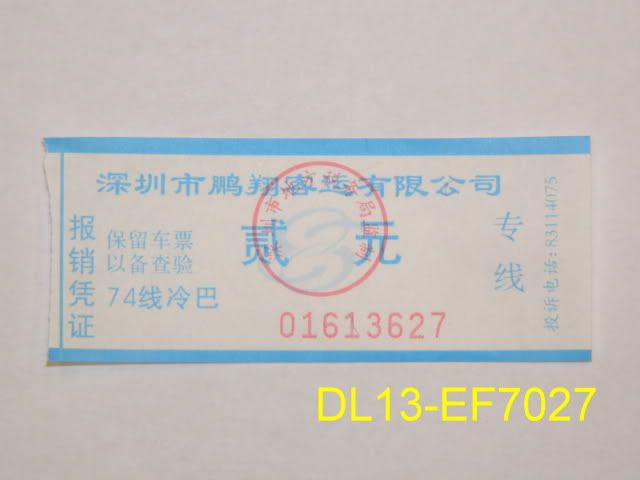 深圳市鹏翔客运有限公司
报销凭证
保留车票
以备查验
贰元
74线冷巴
01613627
专线
投诉电话:83114075
DL13-EF7027